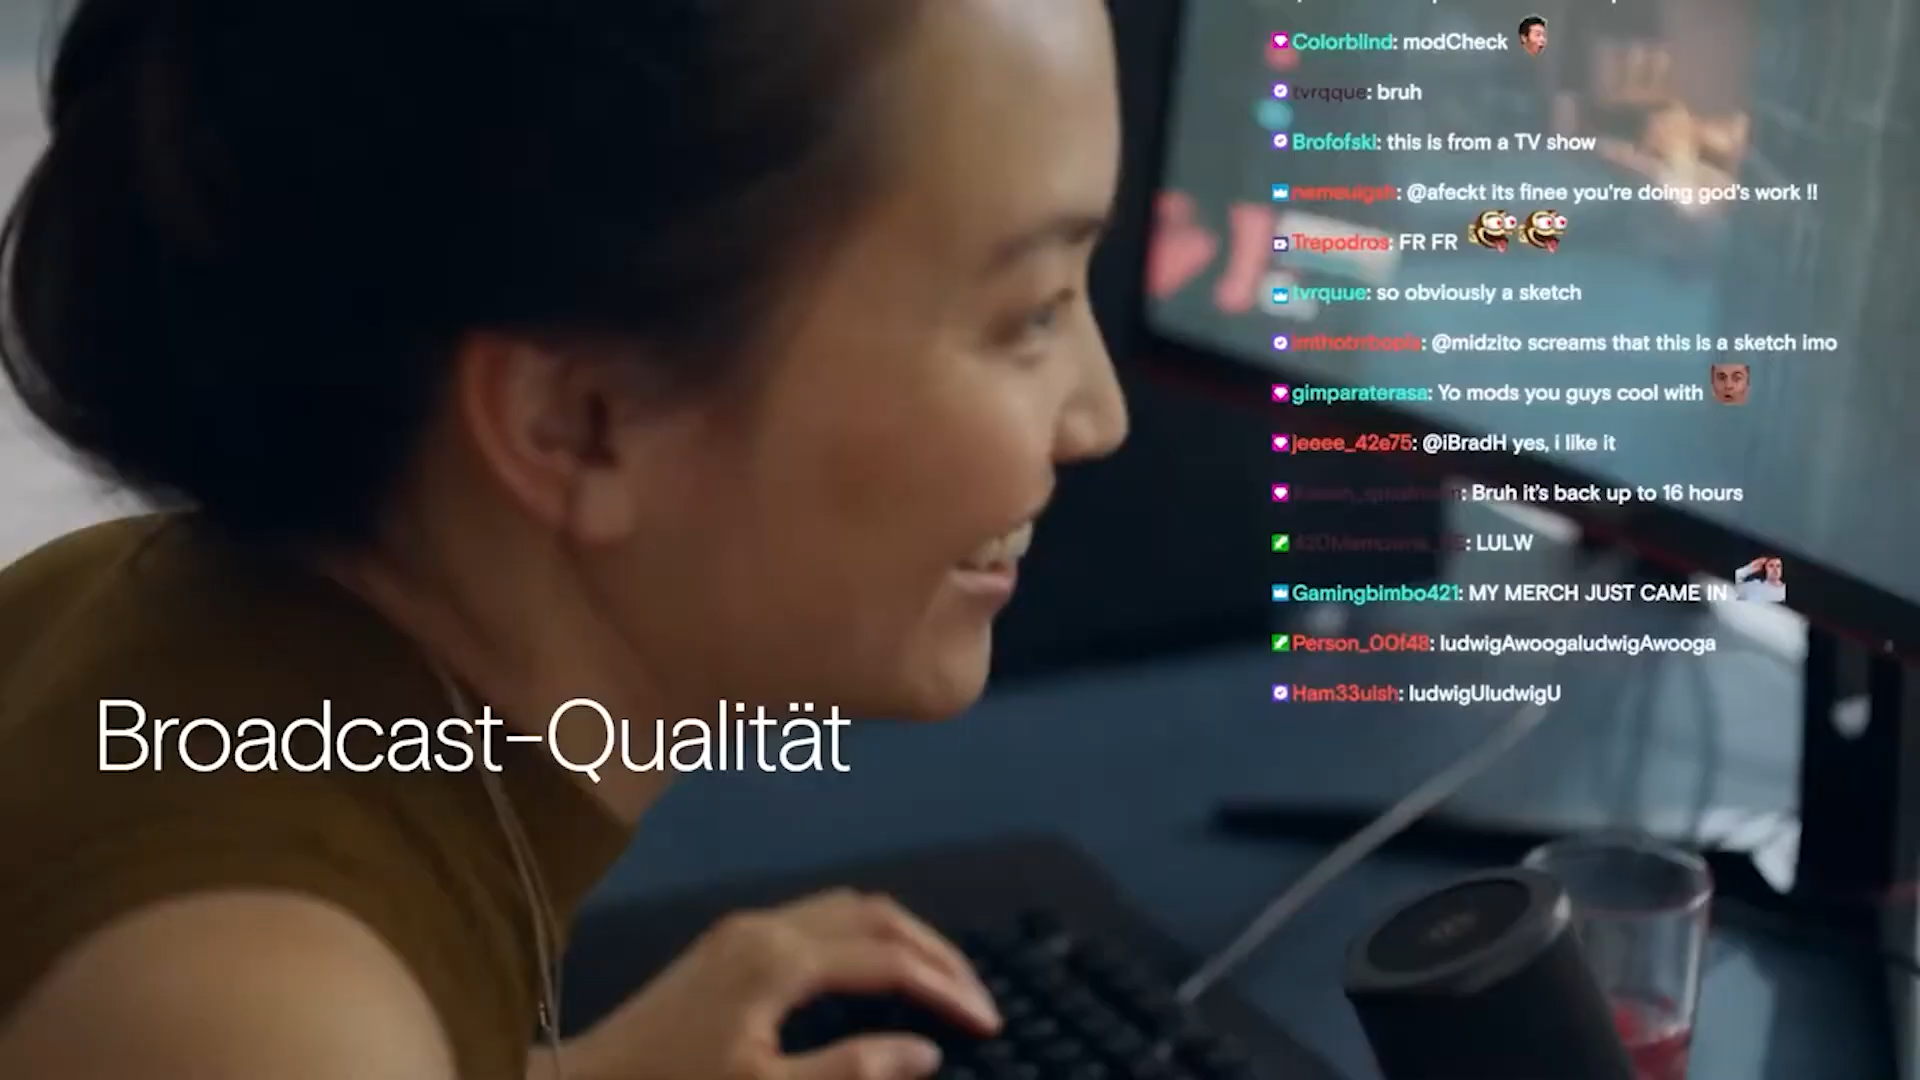 Colorblind: modCheck
tvrqque: bruh
Brofofski: this is from a TV show
: @afeckt its finee you're doing god's work !!
Trepodros: FR FR
tvrquue: so obviously a sketch
: @midzito screams that this is a sketch imo
gimparaterasa: Yo mods you guys cool with
jeeee_42e75: @iBradH yes, i like it
: Bruh it's back up to 16 hours
: LULW
Gamingbimbo421: MY MERCH JUST CAME IN
Person_00f48: ludwigAwoogaludwigAwooga
Ham33uish: ludwigUludwigU
Broadcast-Qualität